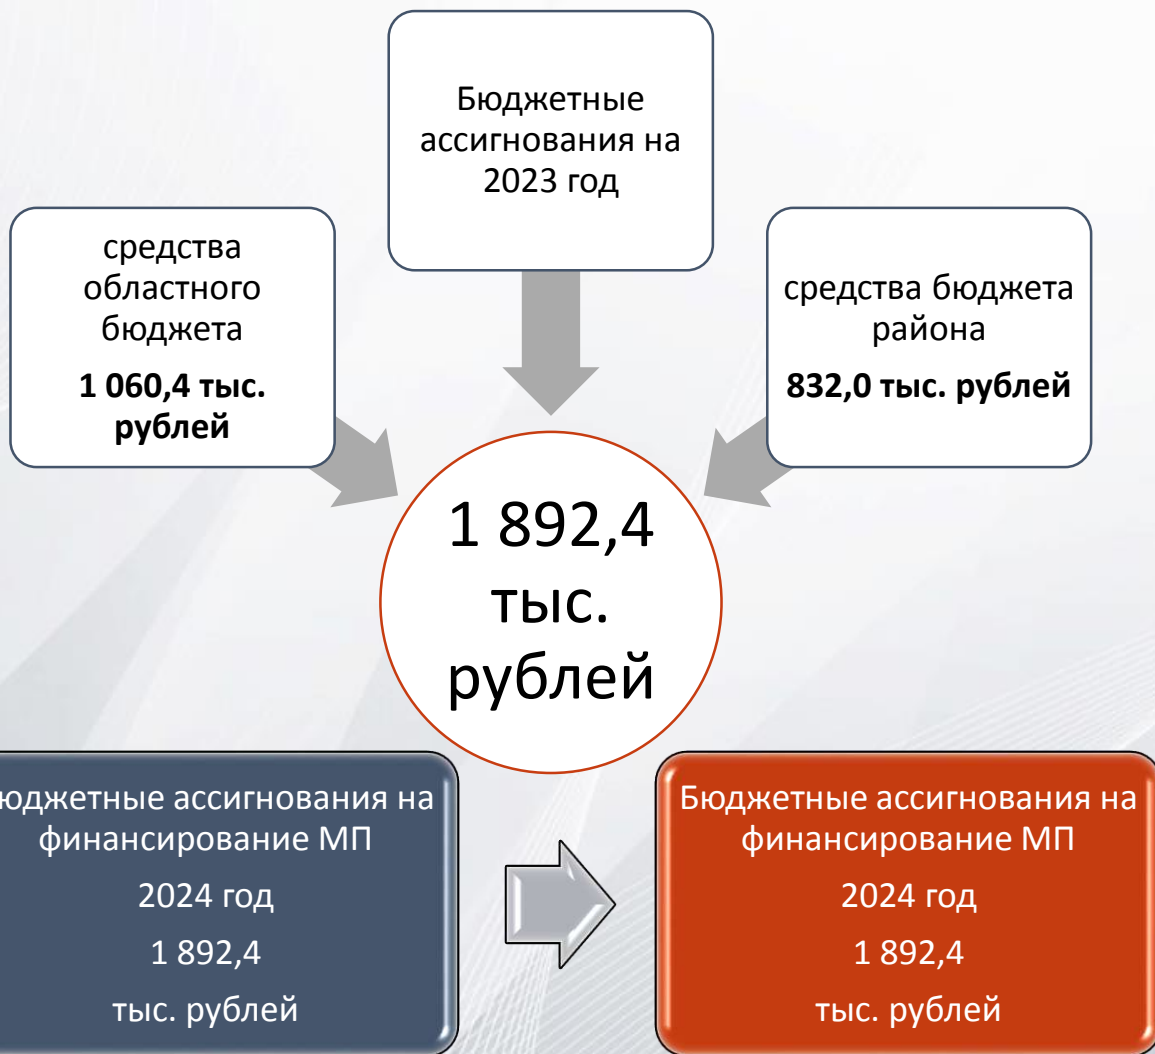 Бюджетные
ассигнования на
2023 год
средства
областного
бюджета
1 060,4 тыс.
рублей
средства бюджета
района
832,0 тыс. рублей
1 892,4
тыс.
рублей
юджетные ассигнования на
финансирование МП
2024 год
1 892,4
тыс. рублей
Бюджетные ассигнования на
финансирование МП
2024 год
1 892,4
тыс. рублей